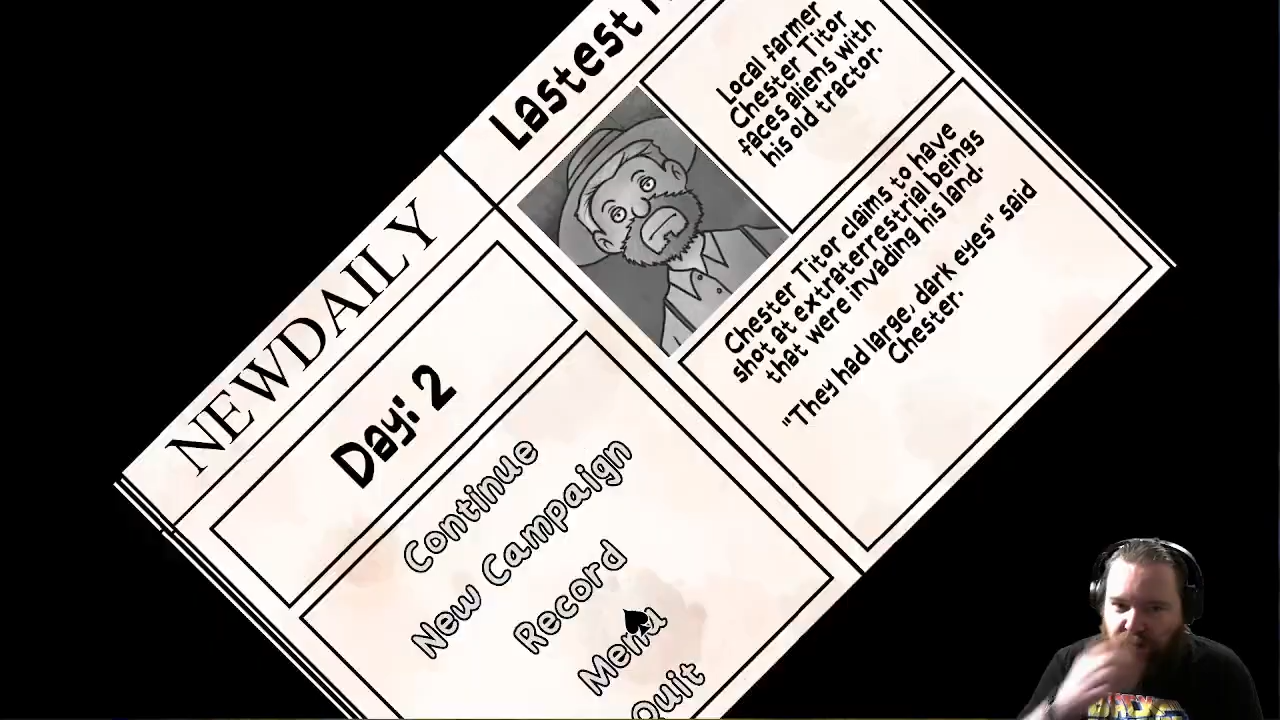 NEWDAILY
Lastest
Day: 2
Continue
New Campaign
Record
Menu
Quit
Local farmer
Chester Titor
faces aliens with
his old tractor.
Chester Titor claims to have
shot at extraterrestrial beings
that were invading his land.
"They had large, dark eyes" said
Chester.